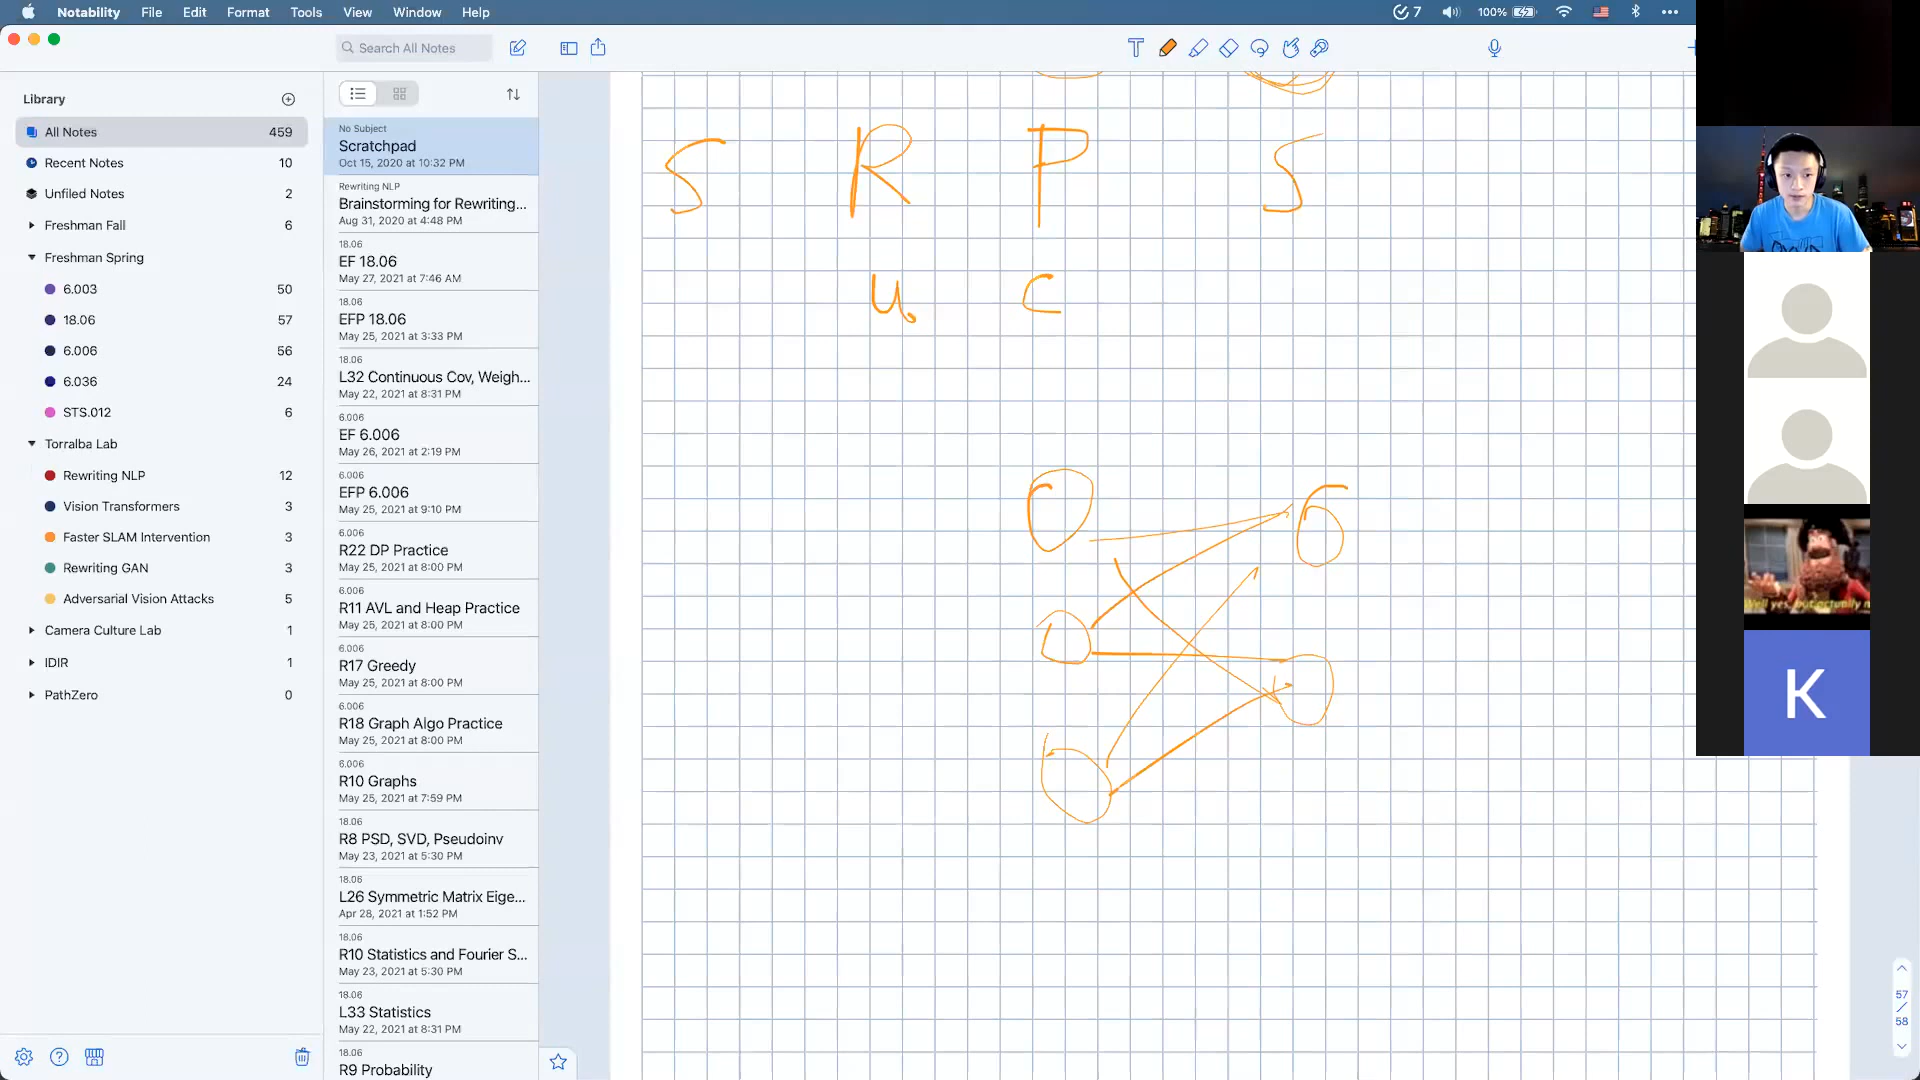 Notability File Edit Format Tools View Window Help
7 100%
Search All Notes
Library
All Notes 459
Recent Notes 10
Unfiled Notes 2
Freshman Fall 6
Freshman Spring
6.003 50
18.06 57
6.006 56
6.036 24
STS.012 6
Torralba Lab
Rewriting NLP 12
Vision Transformers 3
Faster SLAM Intervention 3
Rewriting GAN 3
Adversarial Vision Attacks 5
Camera Culture Lab 1
IDIR 1
PathZero 0
No Subject
Scratchpad
Oct 15, 2020 at 10:32 PM
Rewriting NLP
Brainstorming for Rewriting...
Aug 31, 2020 at 4:48 PM
18.06
EF 18.06
May 27, 2021 at 7:46 AM
18.06
EFP 18.06
May 25, 2021 at 3:33 PM
18.06
L32 Continuous Cov, Weigh...
May 22, 2021 at 8:31 PM
6.006
EF 6.006
May 26, 2021 at 2:19 PM
6.006
EFP 6.006
May 25, 2021 at 9:10 PM
6.006
R22 DP Practice
May 25, 2021 at 8:00 PM
6.006
R11 AVL and Heap Practice
May 25, 2021 at 8:00 PM
6.006
R17 Greedy
May 25, 2021 at 8:00 PM
6.006
R18 Graph Algo Practice
May 25, 2021 at 8:00 PM
6.006
R10 Graphs
May 25, 2021 at 7:59 PM
18.06
R8 PSD, SVD, Pseudoinv
May 23, 2021 at 5:30 PM
18.06
L26 Symmetric Matrix Eige...
Apr 28, 2021 at 1:52 PM
18.06
R10 Statistics and Fourier S...
May 23, 2021 at 5:30 PM
18.06
L33 Statistics
May 22, 2021 at 8:31 PM
18.06
R9 Probability
S R P S
u. C
57
/
58
Well yes, but actually n
K